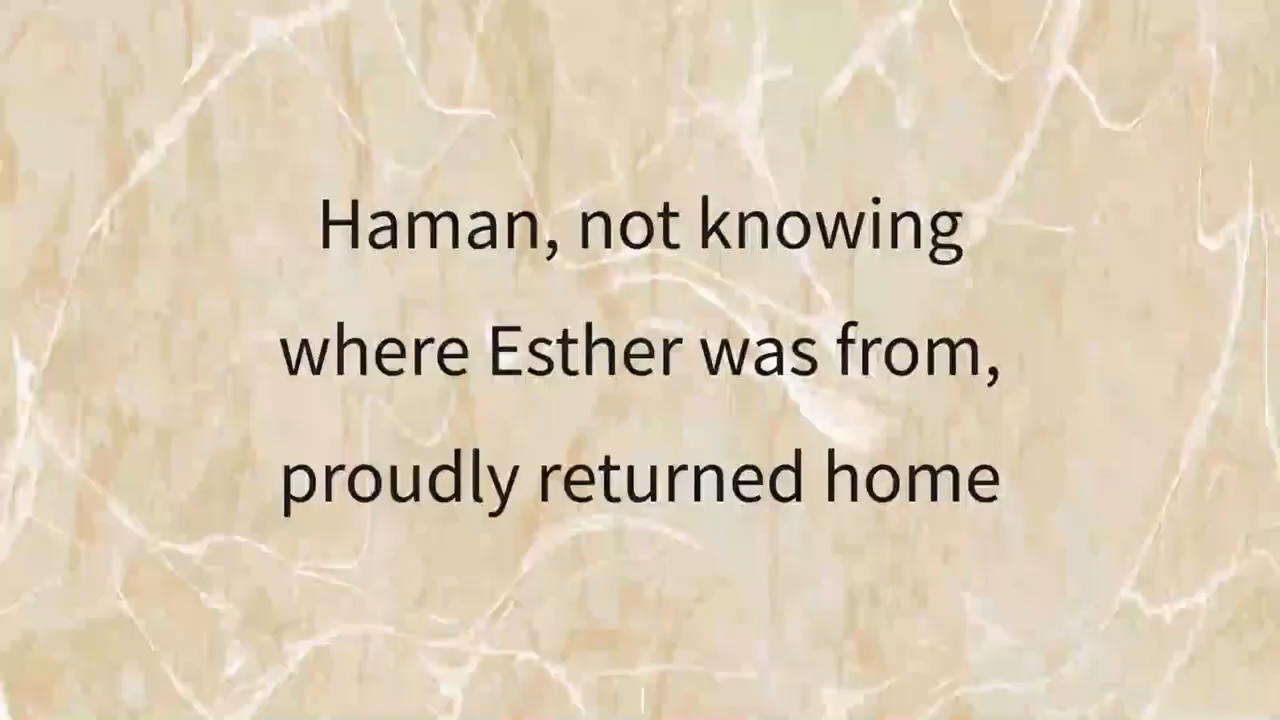 Haman, not knowing
where Esther was from,
proudly returned home